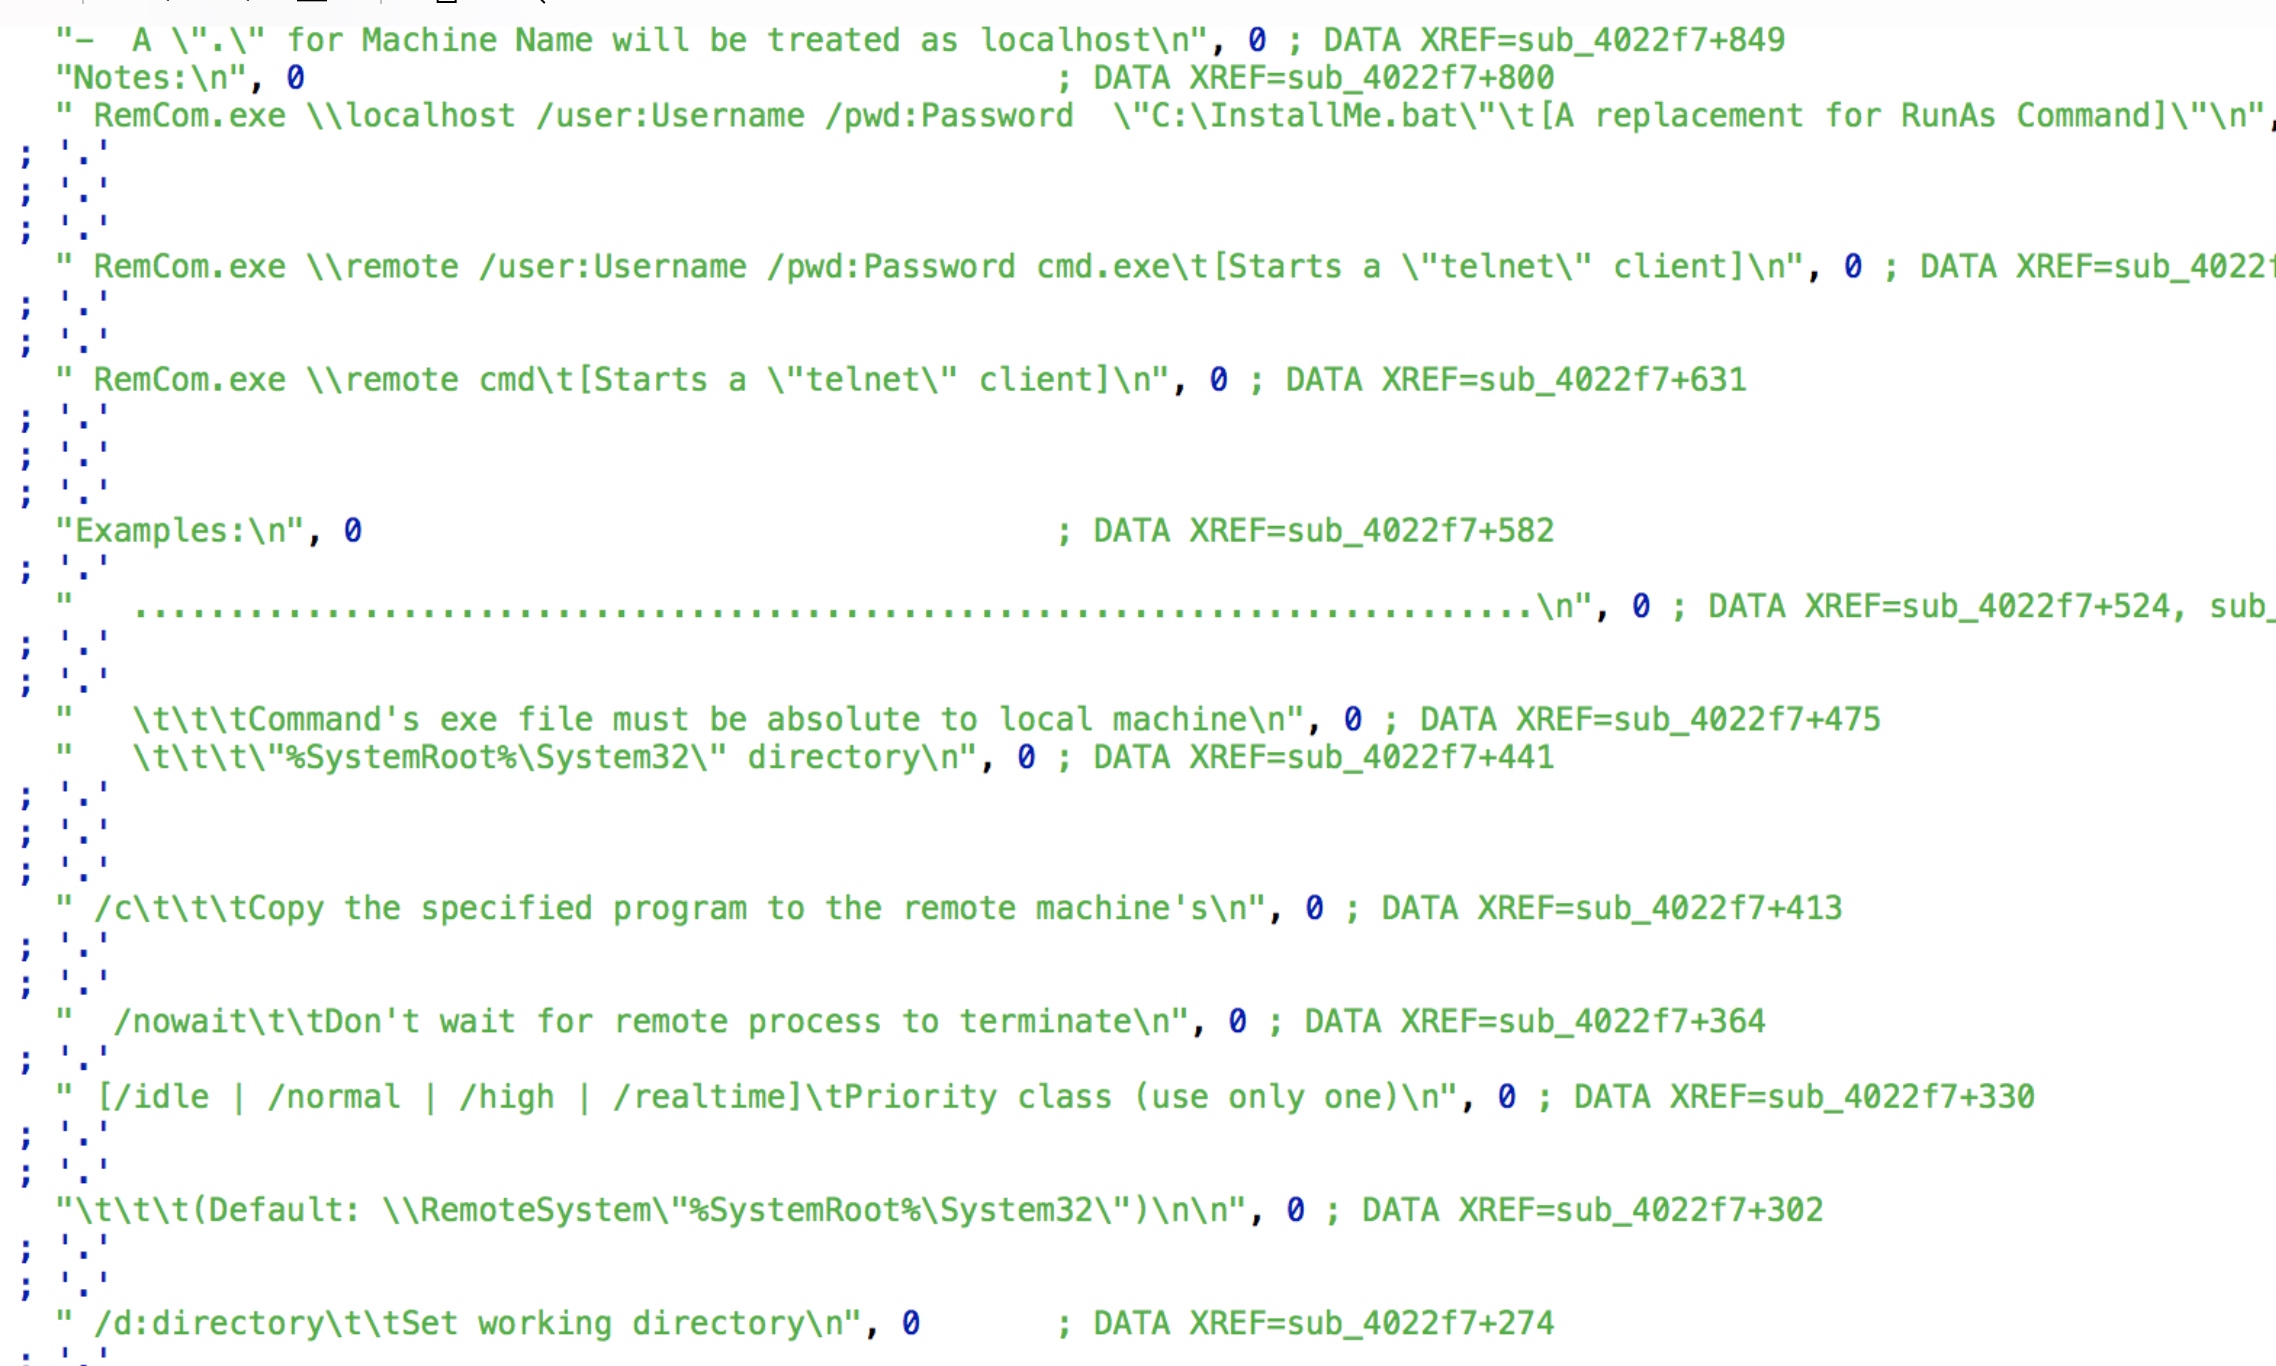 "-  A \".\" for Machine Name will be treated as localhost\n", 0 ; DATA XREF=sub_4022f7+849
"Notes:\n", 0 ; DATA XREF=sub_4022f7+800
" RemCom.exe \\localhost /user:Username /pwd:Password  \"C:\InstallMe.bat\"\t[A replacement for RunAs Command]\"\n",
; '.'
; '.'
; '.'
" RemCom.exe \\remote /user:Username /pwd:Password cmd.exe\t[Starts a \"telnet\" client]\n", 0 ; DATA XREF=sub_4022f
; '.'
; '.'
" RemCom.exe \\remote cmd\t[Starts a \"telnet\" client]\n", 0 ; DATA XREF=sub_4022f7+631
; '.'
; '.'
; '.'
"Examples:\n", 0 ; DATA XREF=sub_4022f7+582
; '.'
"   .........................................................................\n", 0 ; DATA XREF=sub_4022f7+524, sub_
; '.'
; '.'
"   \t\t\tCommand's exe file must be absolute to local machine\n", 0 ; DATA XREF=sub_4022f7+475
"   \t\t\t\"%SystemRoot%\System32\" directory\n", 0 ; DATA XREF=sub_4022f7+441
; '.'
; '.'
; '.'
" /c\t\t\tCopy the specified program to the remote machine's\n", 0 ; DATA XREF=sub_4022f7+413
; '.'
; '.'
"  /nowait\t\tDon't wait for remote process to terminate\n", 0 ; DATA XREF=sub_4022f7+364
; '.'
" [/idle | /normal | /high | /realtime]\tPriority class (use only one)\n", 0 ; DATA XREF=sub_4022f7+330
; '.'
; '.'
"\t\t\t(Default: \\RemoteSystem\"%SystemRoot%\System32\")\n\n", 0 ; DATA XREF=sub_4022f7+302
; '.'
; '.'
" /d:directory\t\tSet working directory\n", 0 ; DATA XREF=sub_4022f7+274
; '.'